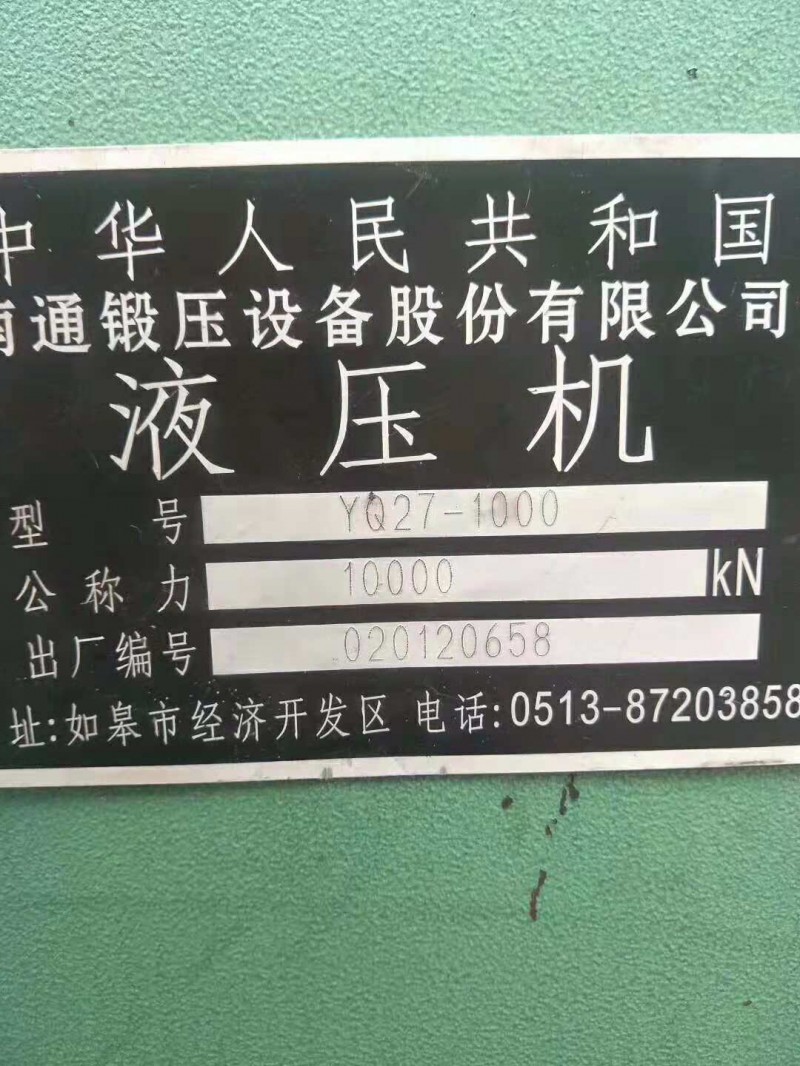 中华人民共和国
南通锻压设备股份有限公司
液压机
型号 YQ27-1000
公称力 10000 kN
出厂编号 020120658
址:如皋市经济开发区 电话:0513-87203858